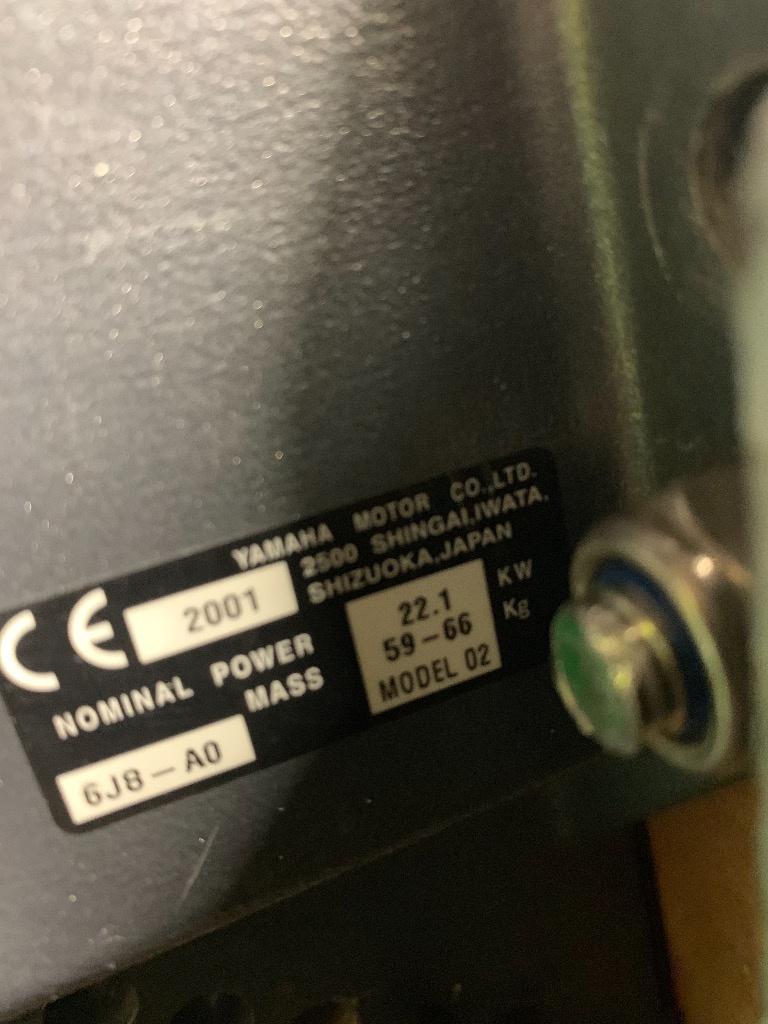 YAMAHA MOTOR CO.,LTD.
2500 SHINGAI,IWATA,
SHIZUOKA,JAPAN
CE 2001
NOMINAL POWER 22.1 KW
MASS 59-66 Kg
MODEL 02
6J8-A0